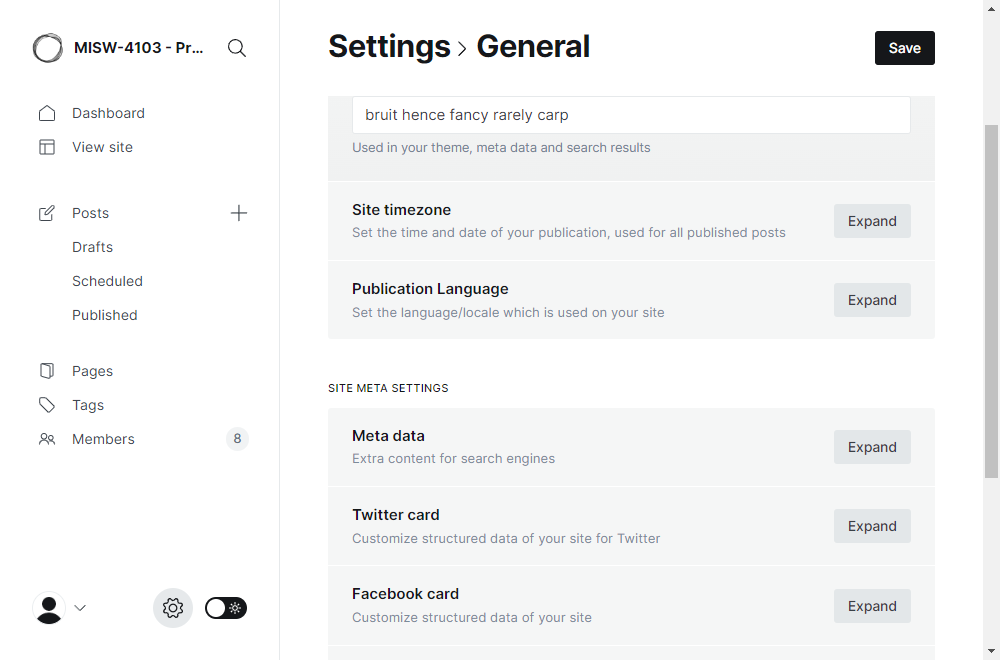 MISW-4103 - Pr...
Dashboard
View site
Posts
Drafts
Scheduled
Published
Pages
Tags
Members
8
Settings > General
Save
bruit hence fancy rarely carp
Used in your theme, meta data and search results
Site timezone
Set the time and date of your publication, used for all published posts
Expand
Publication Language
Set the language/locale which is used on your site
Expand
SITE META SETTINGS
Meta data
Extra content for search engines
Expand
Twitter card
Customize structured data of your site for Twitter
Expand
Facebook card
Customize structured data of your site
Expand